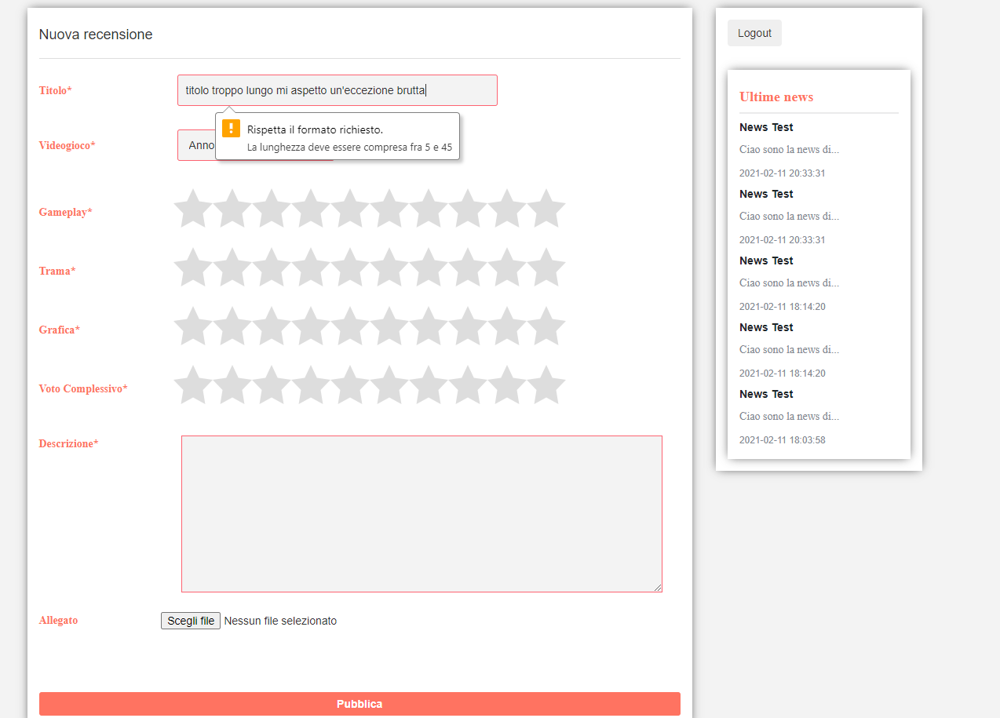 Nuova recensione
Titolo*
titolo troppo lungo mi aspetto un'eccezione brutta
Rispetta il formato richiesto.
La lunghezza deve essere compresa fra 5 e 45
Videogioco*
Anno
Gameplay*
Trama*
Grafica*
Voto Complessivo*
Descrizione*
Allegato
Scegli file Nessun file selezionato
Pubblica
Logout
Ultime news
News Test
Ciao sono la news di...
2021-02-11 20:33:31
News Test
Ciao sono la news di...
2021-02-11 20:33:31
News Test
Ciao sono la news di...
2021-02-11 18:14:20
News Test
Ciao sono la news di...
2021-02-11 18:14:20
News Test
Ciao sono la news di...
2021-02-11 18:03:58